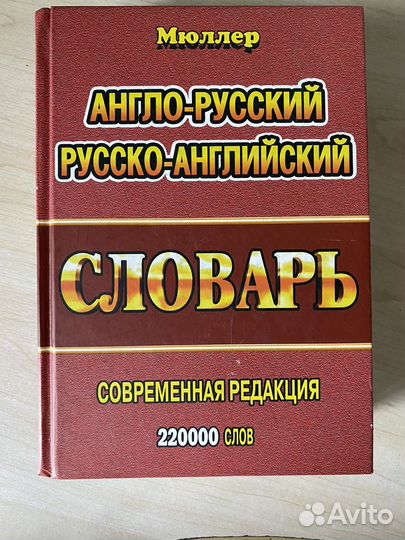 Мюллер
АНГЛО-РУССКИЙ
РУССКО-АНГЛИЙСКИЙ
СЛОВАРЬ
СОВРЕМЕННАЯ РЕДАКЦИЯ
220000 СЛОВ
Avito